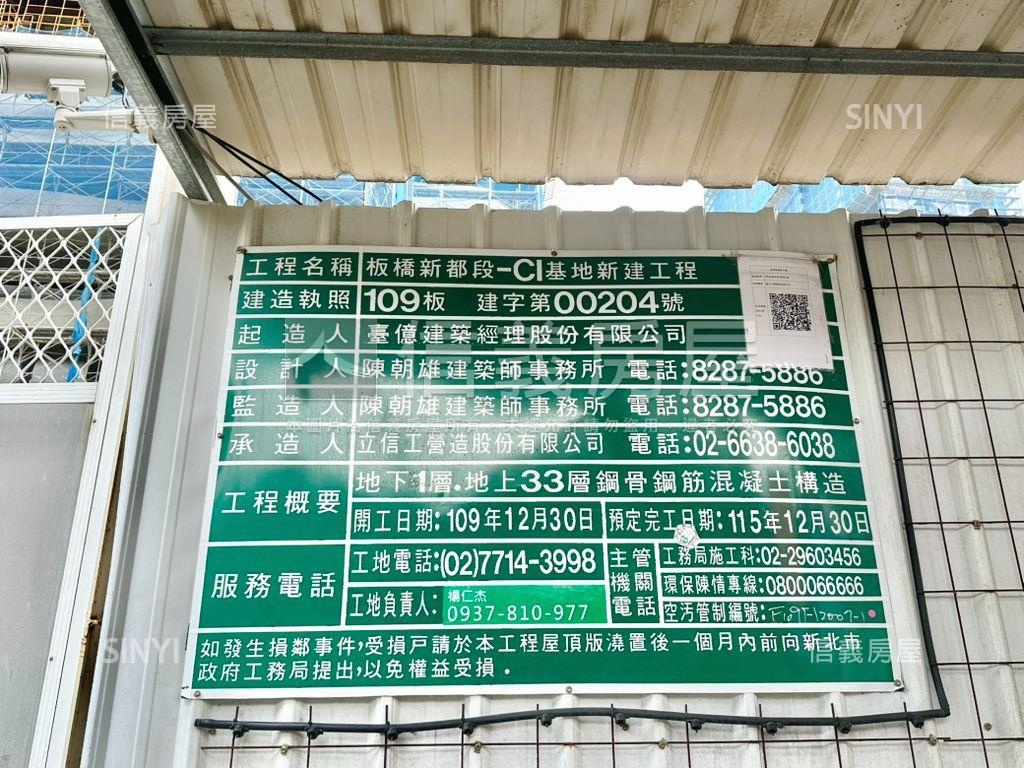 信義房屋
SINYI
工程名稱 板橋新都段-C1基地新建工程
建造執照 109板 建字第00204號
起造人 臺億建築經理股份有限公司
設計人 陳朝雄建築師事務所 電話:8287-5886
監造人 陳朝雄建築師事務所 電話:8287-5886
承造人 立信工營造股份有限公司 電話:02-6638-6038
工程概要 地下1層.地上33層鋼骨鋼筋混凝土構造
開工日期:109年12月30日 預定完工日期:115年12月30日
服務電話 工地電話:(02)7714-3998
工地負責人: 楊仁杰
0937-810-977
主管機關電話 工務局施工科:02-29603456
環保陳情專線:0800066666
空污管制編號:
如發生損鄰事件,受損戶請於本工程屋頂版澆置後一個月內前向新北市
政府工務局提出,以免權益受損.
信義房屋
SINYI
信義房屋